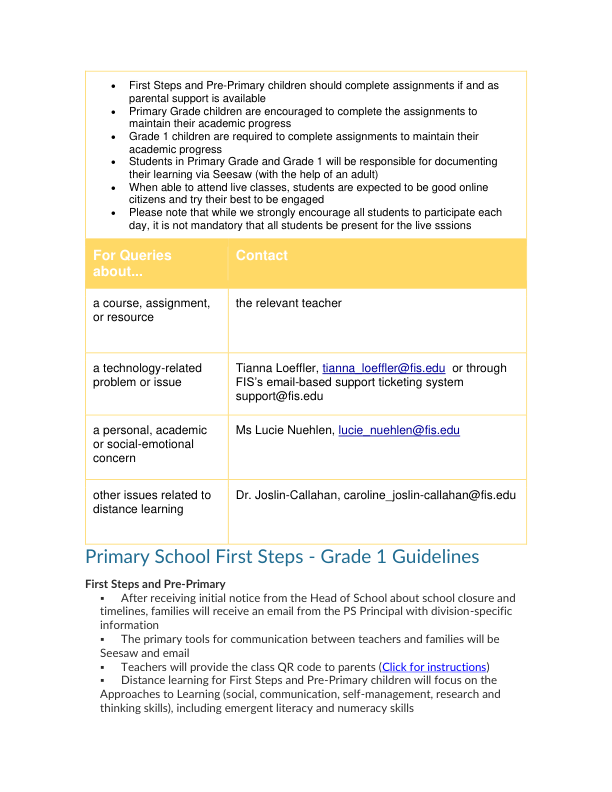 • First Steps and Pre-Primary children should complete assignments if and as
parental support is available
• Primary Grade children are encouraged to complete the assignments to
maintain their academic progress
• Grade 1 children are required to complete assignments to maintain their
academic progress
• Students in Primary Grade and Grade 1 will be responsible for documenting
their learning via Seesaw (with the help of an adult)
• When able to attend live classes, students are expected to be good online
citizens and try their best to be engaged
• Please note that while we strongly encourage all students to participate each
day, it is not mandatory that all students be present for the live sssions
For Queries
about...
Contact
a course, assignment,
or resource
the relevant teacher
a technology-related
problem or issue
Tianna Loeffler, tianna_loeffler@fis.edu or through
FIS's email-based support ticketing system
support@fis.edu
a personal, academic
or social-emotional
concern
Ms Lucie Nuehlen, lucie_nuehlen@fis.edu
other issues related to
distance learning
Dr. Joslin-Callahan, caroline_joslin-callahan@fis.edu
Primary School First Steps - Grade 1 Guidelines
First Steps and Pre-Primary
▪ After receiving initial notice from the Head of School about school closure and
timelines, families will receive an email from the PS Principal with division-specific
information
▪ The primary tools for communication between teachers and families will be
Seesaw and email
▪ Teachers will provide the class QR code to parents (Click for instructions)
▪ Distance learning for First Steps and Pre-Primary children will focus on the
Approaches to Learning (social, communication, self-management, research and
thinking skills), including emergent literacy and numeracy skills